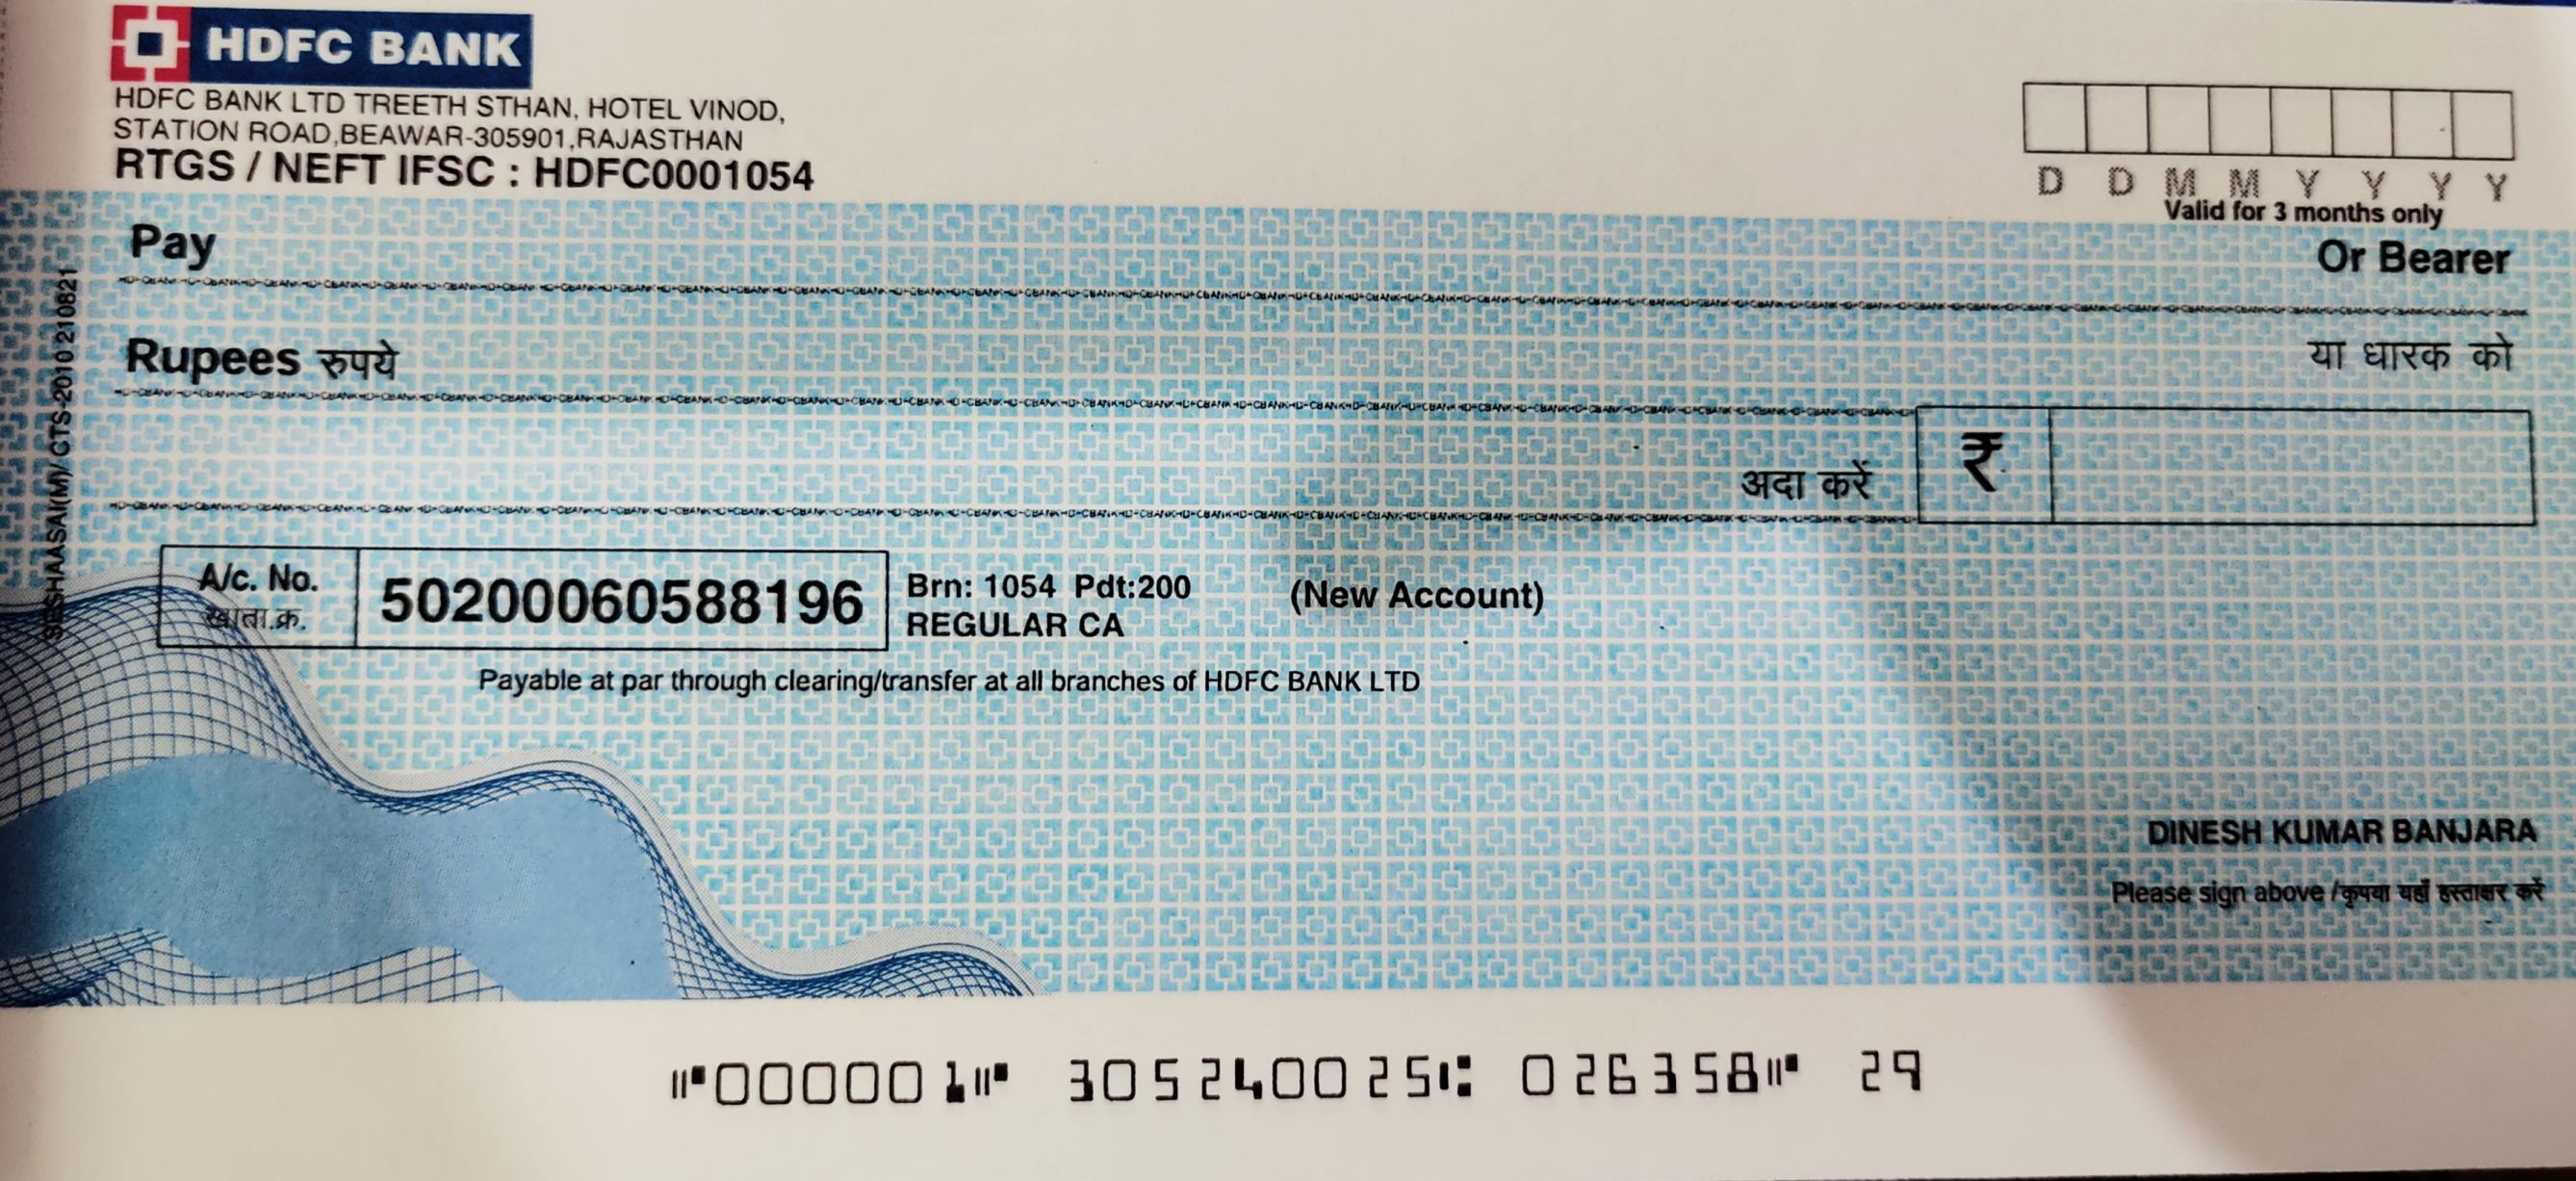 HDFC BANK
HDFC BANK LTD TREETH STHAN, HOTEL VINOD,
STATION ROAD,BEAWAR-305901,RAJASTHAN
RTGS / NEFT IFSC : HDFC0001054
D D M M Y Y Y Y
Valid for 3 months only
Pay
Or Bearer
Rupees रुपये
या धारक को
अदा करें
₹
A/c. No.
खाता.क्र.
50200060588196
Brn: 1054 Pdt:200
REGULAR CA
(New Account)
Payable at par through clearing/transfer at all branches of HDFC BANK LTD
SESHAASAI(M)/ CTS-2010 210821
DINESH KUMAR BANJARA
Please sign above /कृपया यहाँ हस्ताक्षर करें
⑈000001⑈ 305240025⑆ 026358⑈ 29